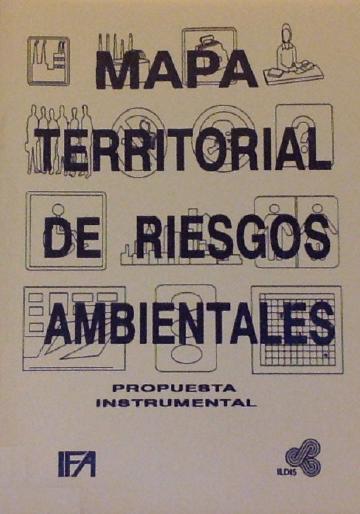 MAPA
TERRITORIAL
DE RIESGOS
AMBIENTALES
PROPUESTA
INSTRUMENTAL
IFA
ILDIS
?